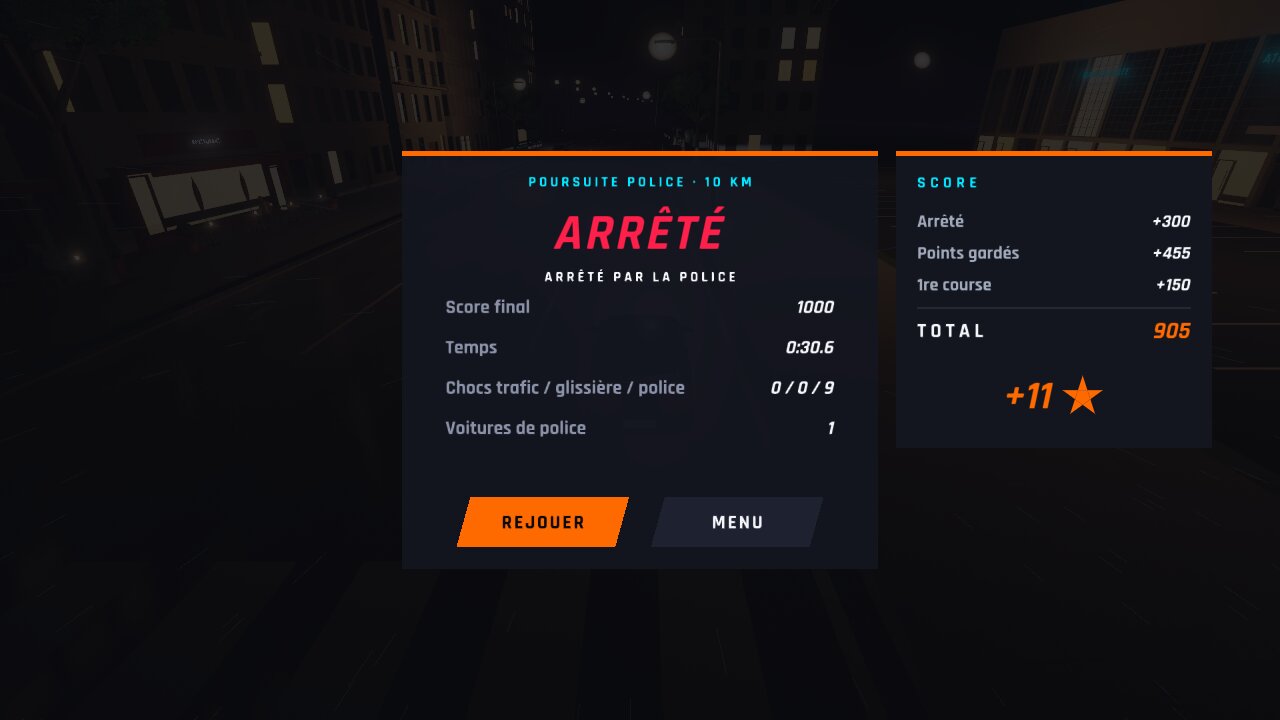 POURSUITE POLICE · 10 KM
ARRÊTÉ
ARRÊTÉ PAR LA POLICE
Score final 1000
Temps 0:30.6
Chocs trafic / glissière / police 0 / 0 / 9
Voitures de police 1
REJOUER MENU
SCORE
Arrêté +300
Points gardés +455
1re course +150
TOTAL 905
+11